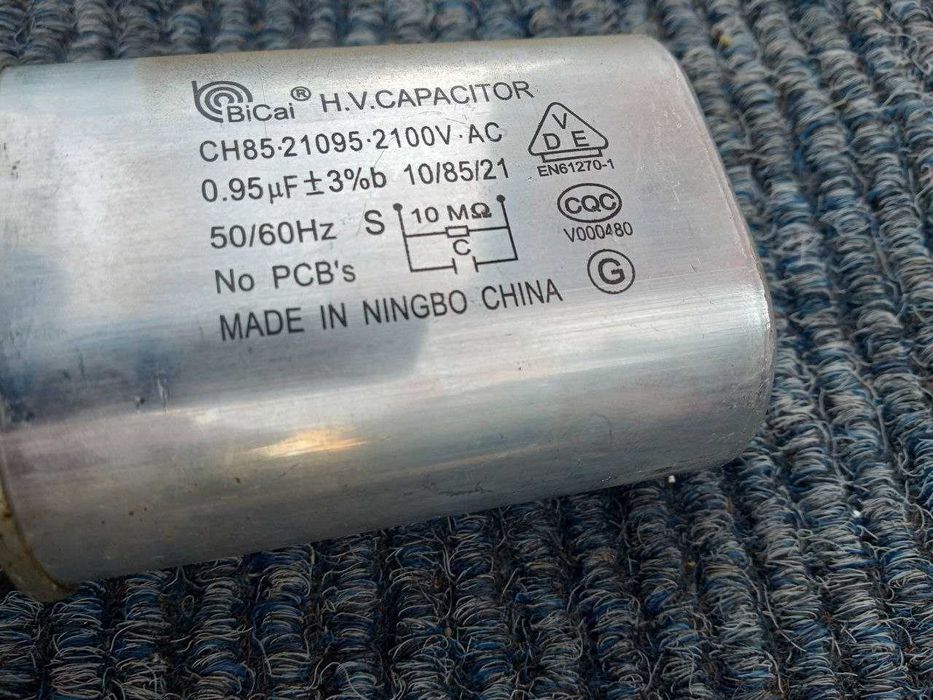 BiCai® H.V.CAPACITOR
CH85·21095·2100V·AC
0.95μF±3%b 10/85/21
50/60Hz S 10 MΩ
C
No PCB's
MADE IN NINGBO CHINA
V
D E
EN61270-1
CQC
V000480
G